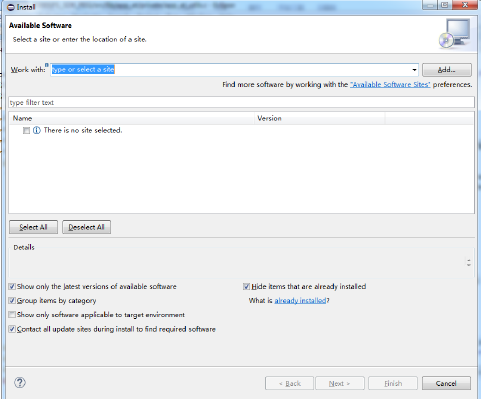 Install
Available Software
Select a site or enter the location of a site.
Work with: type or select a site
Add...
Find more software by working with the "Available Software Sites" preferences.
type filter text
Name Version
There is no site selected.
Select All Deselect All
Details
Show only the latest versions of available software Hide items that are already installed
Group items by category What is already installed?
Show only software applicable to target environment
Contact all update sites during install to find required software
? < Back Next > Finish Cancel